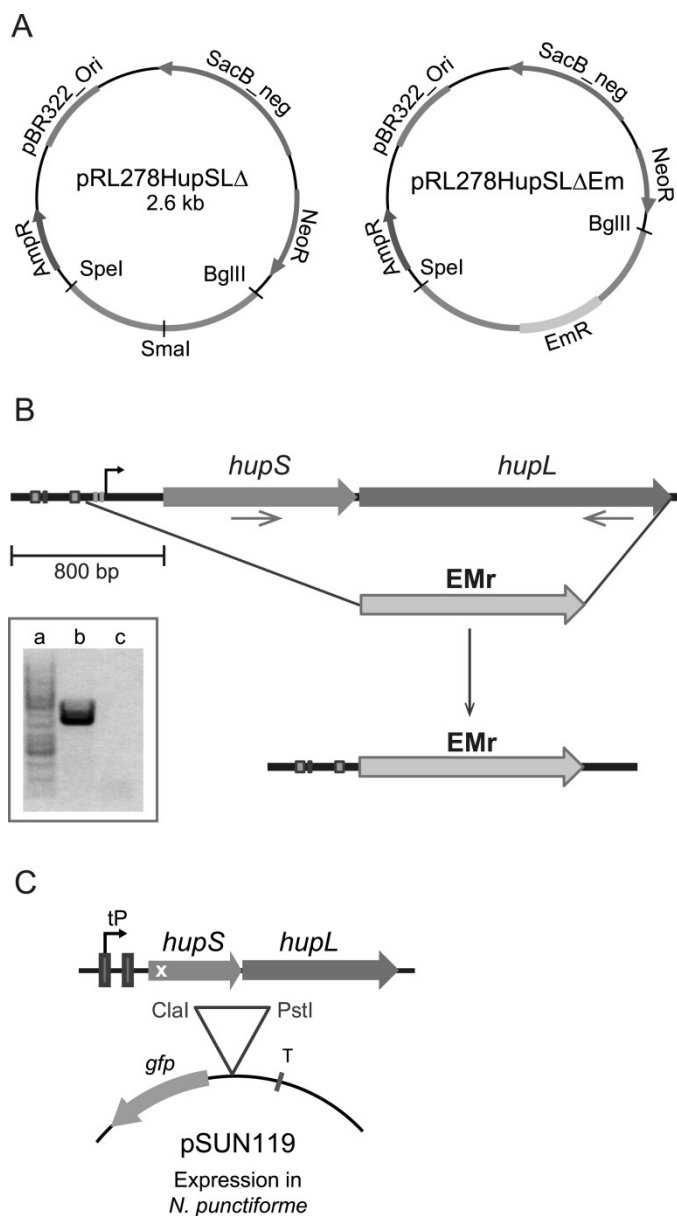 A
pBR322_Ori
SacB_neg
pRL278HupSLΔ
2.6 kb
NeoR
AmpR
SpeI
BglII
SmaI
pBR322_Ori
SacB_neg
pRL278HupSLΔEm
NeoR
BglII
AmpR
SpeI
EmR
B
hupS
hupL
800 bp
EMr
a b c
EMr
C
tP
hupS
hupL
x
ClaI
PstI
gfp
T
pSUN119
Expression in
N. punctiforme